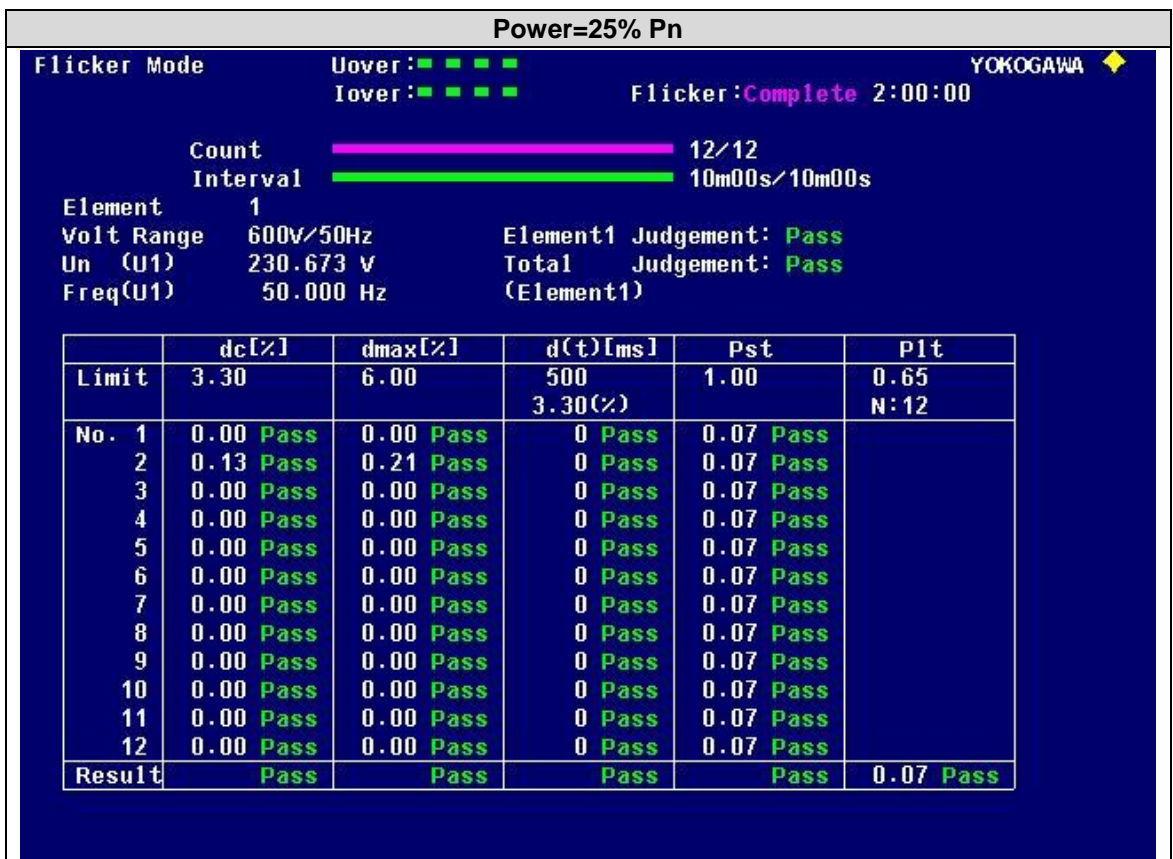 Power=25% Pn
Flicker Mode Uover: YOKOGAWA
Iover: Flicker:Complete 2:00:00
Count 12/12
Interval 10m00s/10m00s
Element 1
Volt Range 600V/50Hz Element1 Judgement: Pass
Un (U1) 230.673 V Total Judgement: Pass
Freq(U1) 50.000 Hz (Element1)
dc[%] dmax[%] d(t)[ms] Pst Plt
Limit 3.30 6.00 500 1.00 0.65
3.30(%) N:12
No. 1 0.00 Pass 0.00 Pass 0 Pass 0.07 Pass
2 0.13 Pass 0.21 Pass 0 Pass 0.07 Pass
3 0.00 Pass 0.00 Pass 0 Pass 0.07 Pass
4 0.00 Pass 0.00 Pass 0 Pass 0.07 Pass
5 0.00 Pass 0.00 Pass 0 Pass 0.07 Pass
6 0.00 Pass 0.00 Pass 0 Pass 0.07 Pass
7 0.00 Pass 0.00 Pass 0 Pass 0.07 Pass
8 0.00 Pass 0.00 Pass 0 Pass 0.07 Pass
9 0.00 Pass 0.00 Pass 0 Pass 0.07 Pass
10 0.00 Pass 0.00 Pass 0 Pass 0.07 Pass
11 0.00 Pass 0.00 Pass 0 Pass 0.07 Pass
12 0.00 Pass 0.00 Pass 0 Pass 0.07 Pass
Result Pass Pass Pass Pass 0.07 Pass